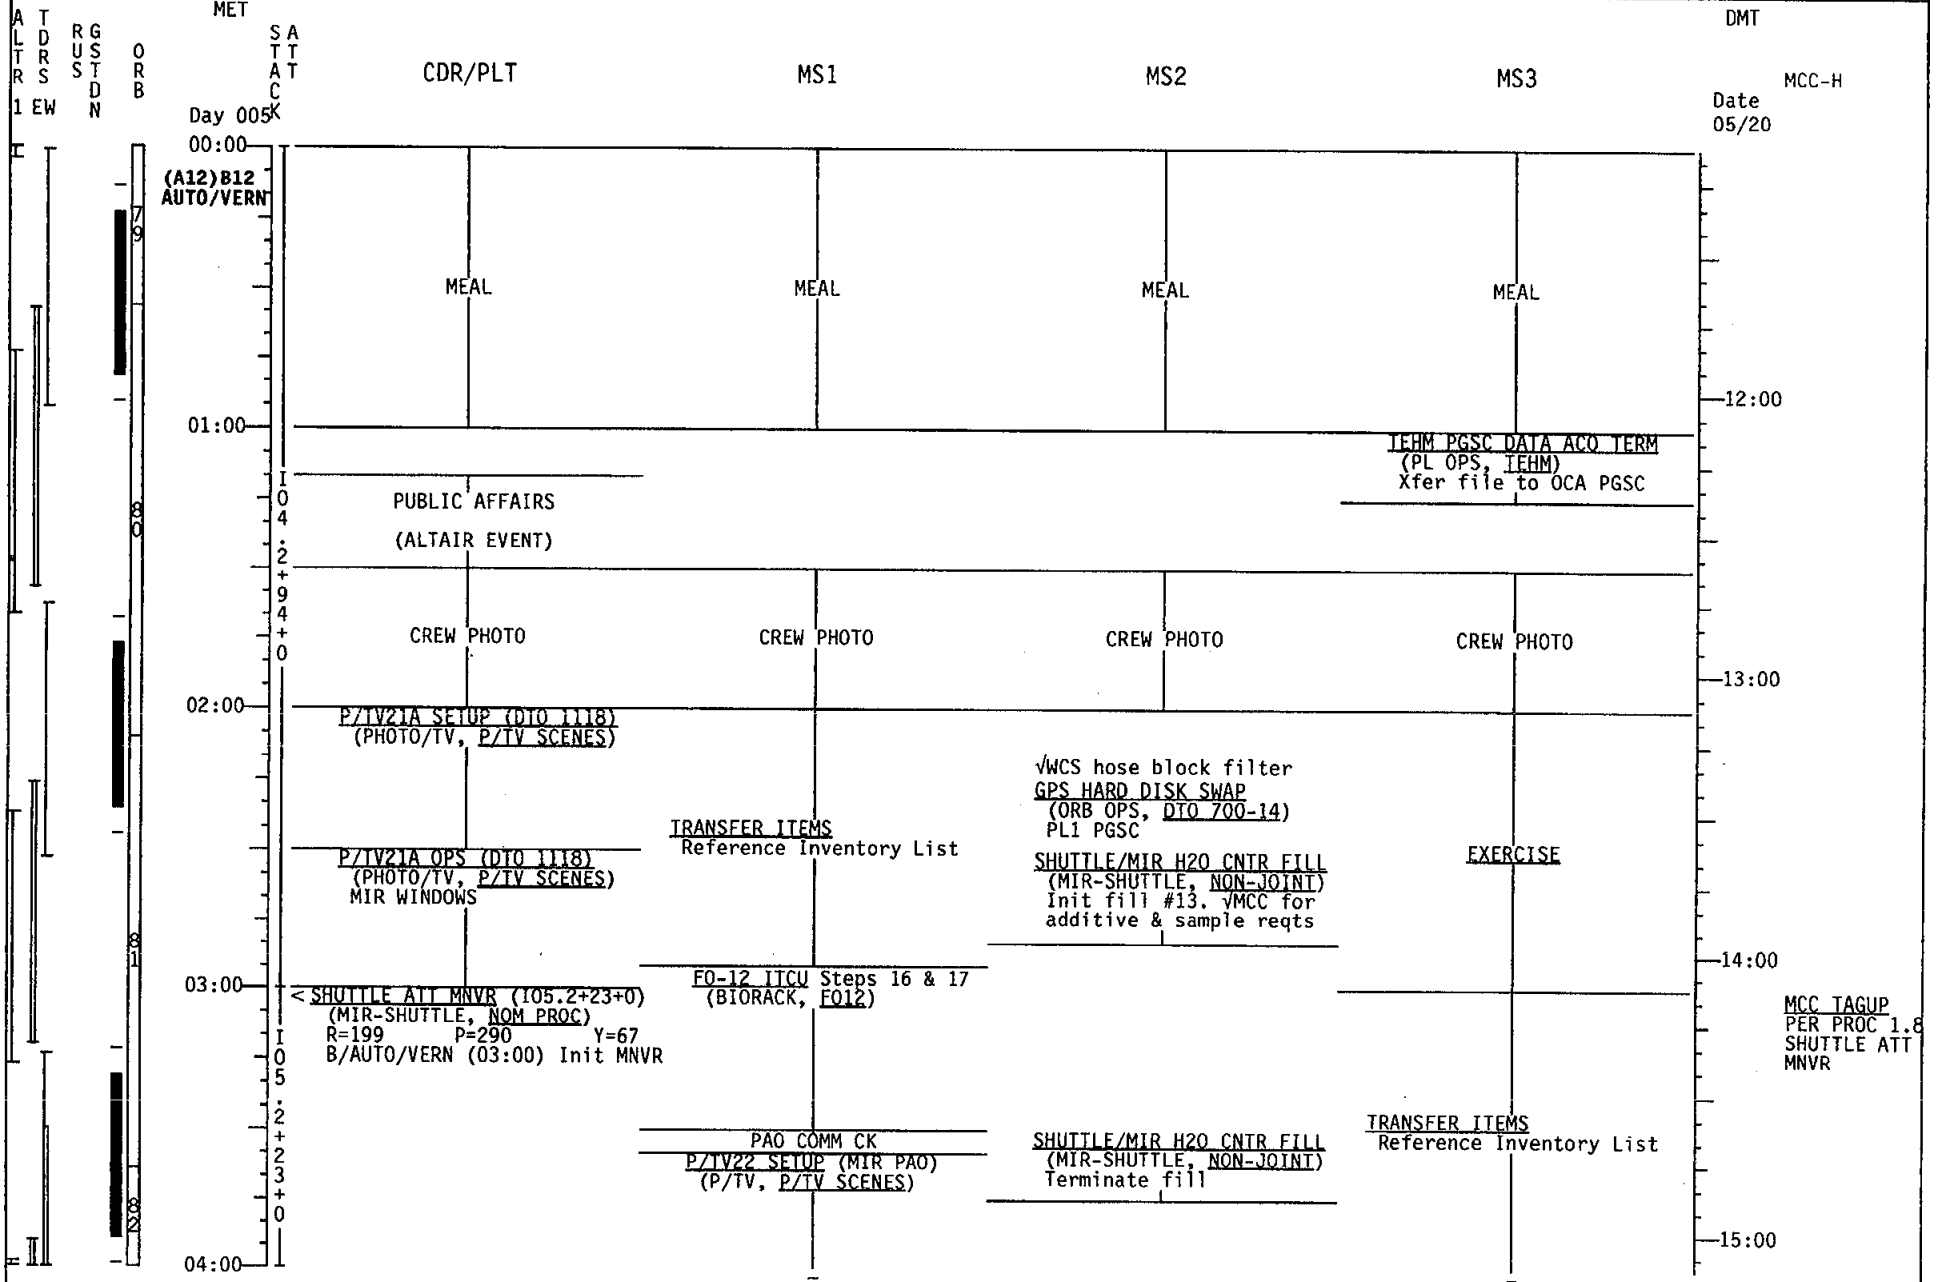 MET
DMT
ALTR 1
TDRS EW
RUS
GSTDN
ORB
STACK
ATT
CDR/PLT
MS1
MS2
MS3
MCC-H
Day 005
Date
05/20
00:00
(A12)B12
AUTO/VERN
79
MEAL
MEAL
MEAL
MEAL
12:00
01:00
TEHM PGSC DATA ACQ TERM
(PL OPS, TEHM)
Xfer file to OCA PGSC
I04.2+94+0
80
PUBLIC AFFAIRS
(ALTAIR EVENT)
CREW PHOTO
CREW PHOTO
CREW PHOTO
CREW PHOTO
13:00
02:00
P/TV21A SETUP (DTO 1118)
(PHOTO/TV, P/TV SCENES)
√WCS hose block filter
GPS HARD DISK SWAP
(ORB OPS, DTO 700-14)
PL1 PGSC
TRANSFER ITEMS
Reference Inventory List
P/TV21A OPS (DTO 1118)
(PHOTO/TV, P/TV SCENES)
MIR WINDOWS
SHUTTLE/MIR H2O CNTR FILL
(MIR-SHUTTLE, NON-JOINT)
Init fill #13. √MCC for
additive & sample reqts
EXERCISE
81
14:00
03:00
FO-12 ITCU Steps 16 & 17
(BIORACK, FO12)
< SHUTTLE ATT MNVR (I05.2+23+0)
(MIR-SHUTTLE, NOM PROC)
R=199 P=290 Y=67
B/AUTO/VERN (03:00) Init MNVR
MCC TAGUP
PER PROC 1.8
SHUTTLE ATT
MNVR
I05.2+23+0
PAO COMM CK
P/TV22 SETUP (MIR PAO)
(P/TV, P/TV SCENES)
SHUTTLE/MIR H2O CNTR FILL
(MIR-SHUTTLE, NON-JOINT)
Terminate fill
TRANSFER ITEMS
Reference Inventory List
82
15:00
04:00